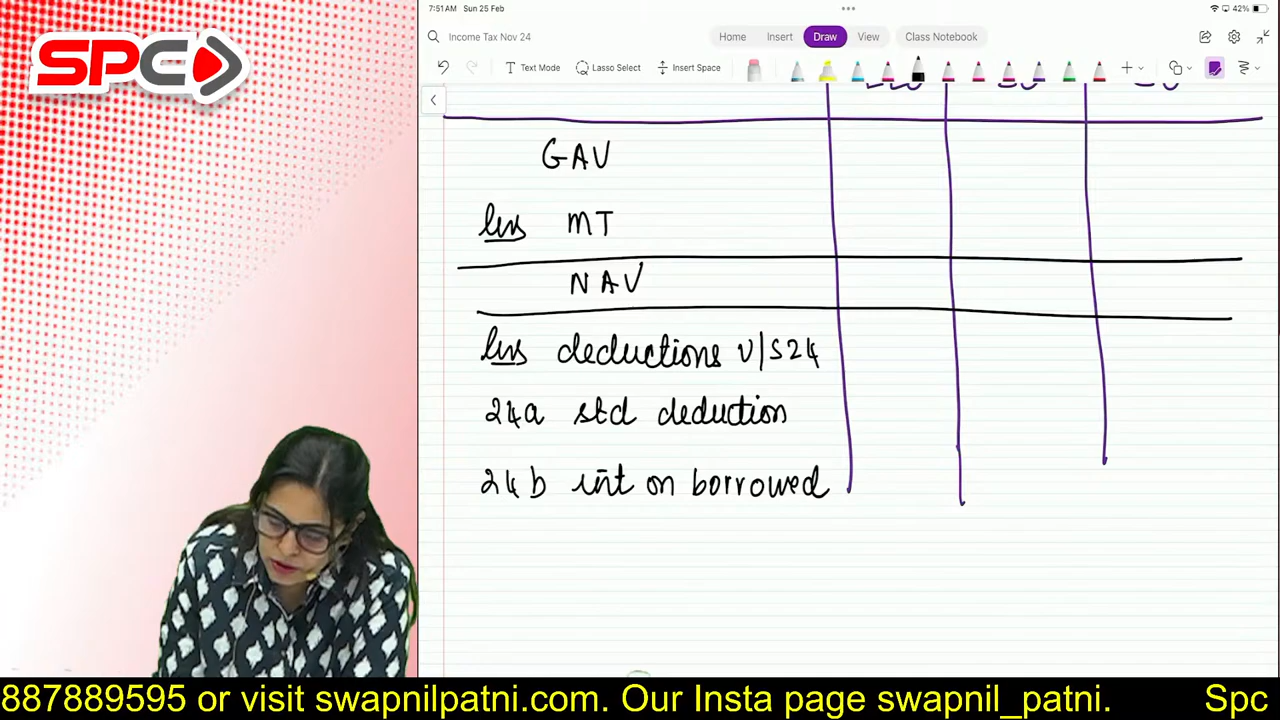 7:51AM Sun 25 Feb
42%
SPC
Income Tax Nov 24
Home Insert Draw View Class Notebook
Text Mode Lasso Select Insert Space
GAV
less MT
NAV
less deductions u/s 24
24a std deduction
24b int on borrowed
887889595 or visit swapnilpatni.com. Our Insta page swapnil_patni. Spc